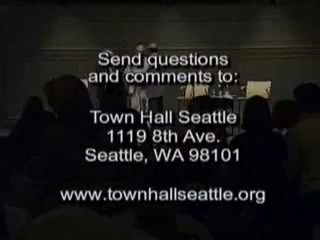 Send questions
and comments to:
Town Hall Seattle
1119 8th Ave.
Seattle, WA 98101
www.townhallseattle.org